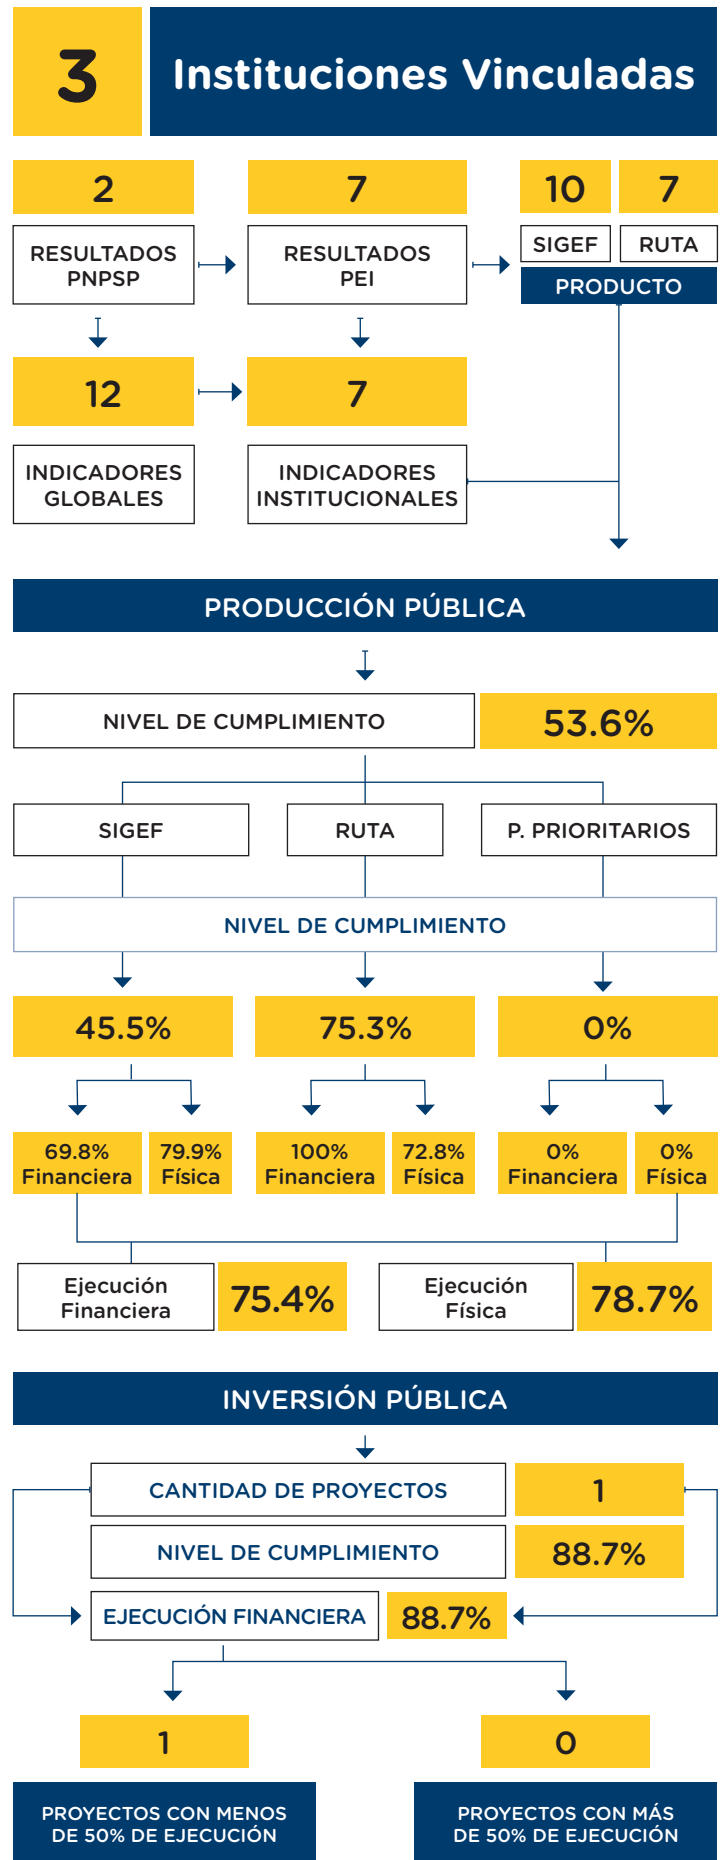 3
Instituciones Vinculadas
2
7
10
7
RESULTADOS
PNPSP
RESULTADOS
PEI
SIGEF
RUTA
PRODUCTO
12
7
INDICADORES
GLOBALES
INDICADORES
INSTITUCIONALES
PRODUCCIÓN PÚBLICA
NIVEL DE CUMPLIMIENTO
53.6%
SIGEF
RUTA
P. PRIORITARIOS
NIVEL DE CUMPLIMIENTO
45.5%
75.3%
0%
69.8%
Financiera
79.9%
Física
100%
Financiera
72.8%
Física
0%
Financiera
0%
Física
Ejecución
Financiera
75.4%
Ejecución
Física
78.7%
INVERSIÓN PÚBLICA
CANTIDAD DE PROYECTOS
1
NIVEL DE CUMPLIMIENTO
88.7%
EJECUCIÓN FINANCIERA
88.7%
1
0
PROYECTOS CON MENOS
DE 50% DE EJECUCIÓN
PROYECTOS CON MÁS
DE 50% DE EJECUCIÓN